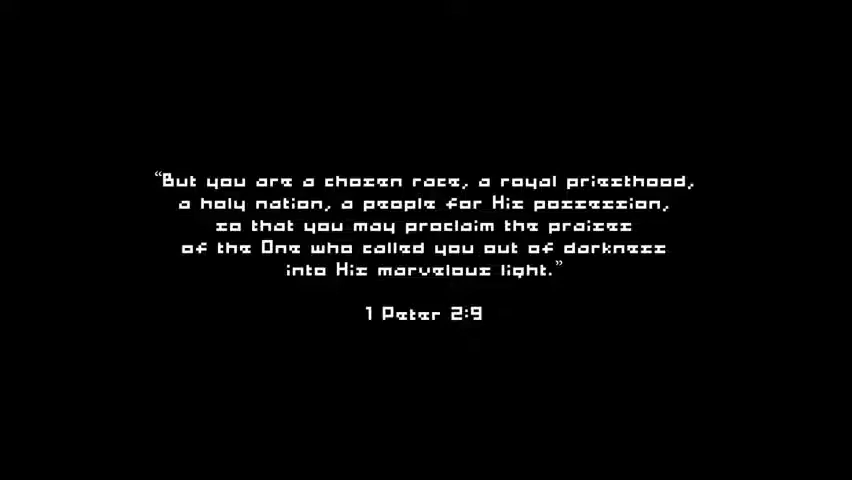 “But you are a chosen race, a royal priesthood,
a holy nation, a people for His possession,
so that you may proclaim the praises
of the One who called you out of darkness
into His marvelous light.”
1 Peter 2:9